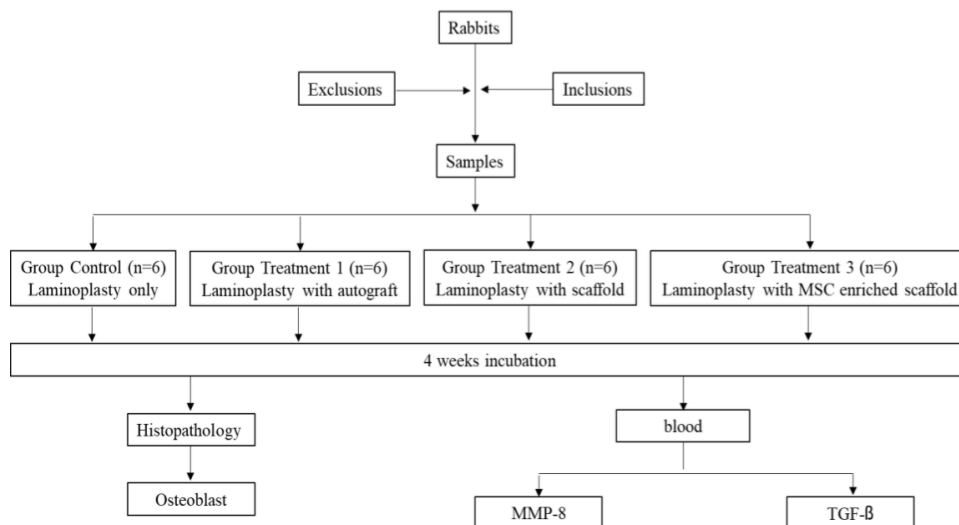 Rabbits
Exclusions
Inclusions
Samples
Group Control (n=6)
Laminoplasty only
Group Treatment 1 (n=6)
Laminoplasty with autograft
Group Treatment 2 (n=6)
Laminoplasty with scaffold
Group Treatment 3 (n=6)
Laminoplasty with MSC enriched scaffold
4 weeks incubation
Histopathology
blood
Osteoblast
MMP-8
TGF-β